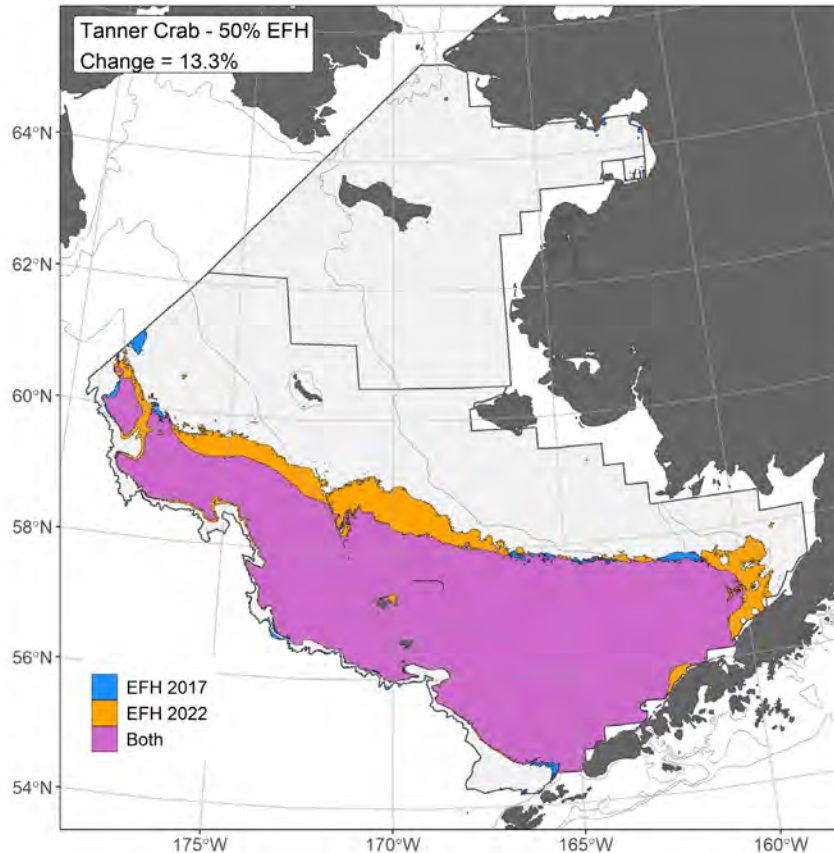 Tanner Crab - 50% EFH
Change = 13.3%
64°N
62°N
60°N
58°N
56°N
54°N
EFH 2017
EFH 2022
Both
175°W
170°W
165°W
160°W